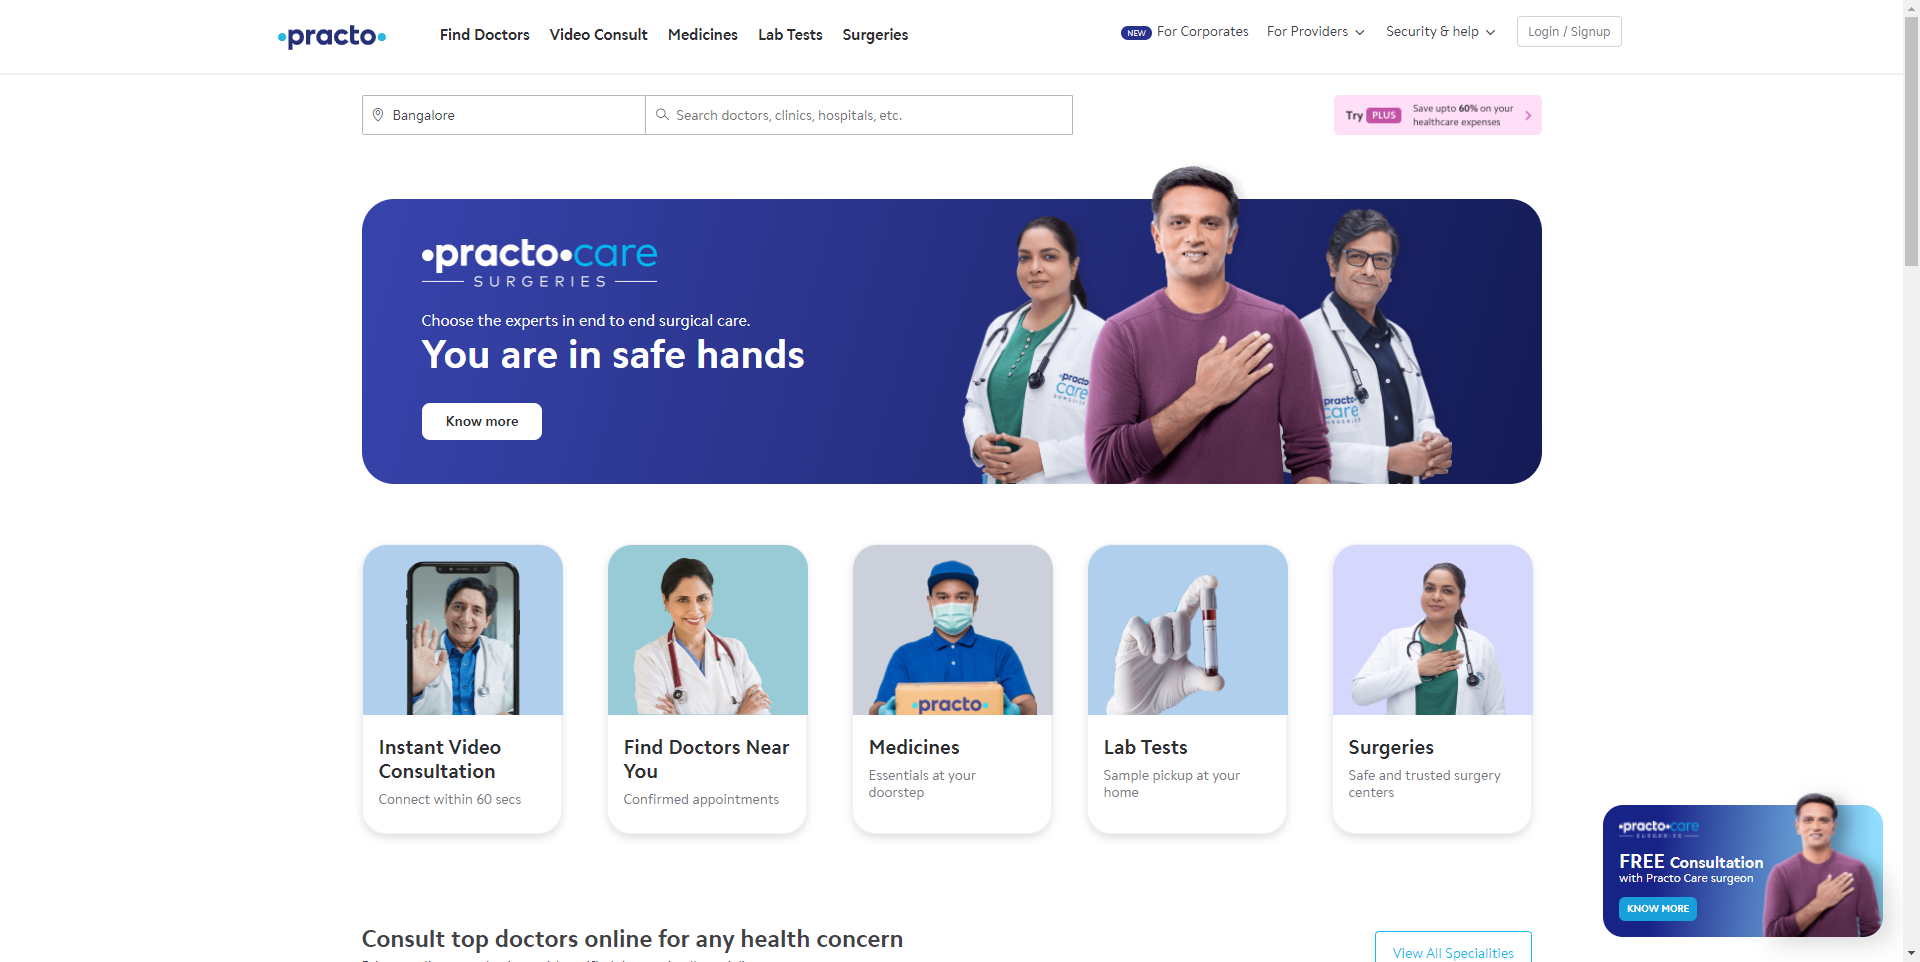 practo
Find Doctors
Video Consult
Medicines
Lab Tests
Surgeries
NEW For Corporates
For Providers
Security & help
Login / Signup
Bangalore
Search doctors, clinics, hospitals, etc.
Try PLUS
Save upto 60% on your
healthcare expenses
practo care
SURGERIES
Choose the experts in end to end surgical care.
You are in safe hands
Know more
practo
care
SURGERIES
practo
care
SURGERIES
practo
Instant Video
Consultation
Connect within 60 secs
Find Doctors Near
You
Confirmed appointments
Medicines
Essentials at your
doorstep
Lab Tests
Sample pickup at your
home
Surgeries
Safe and trusted surgery
centers
practo care
SURGERIES
FREE Consultation
with Practo Care surgeon
KNOW MORE
Consult top doctors online for any health concern
View All Specialities